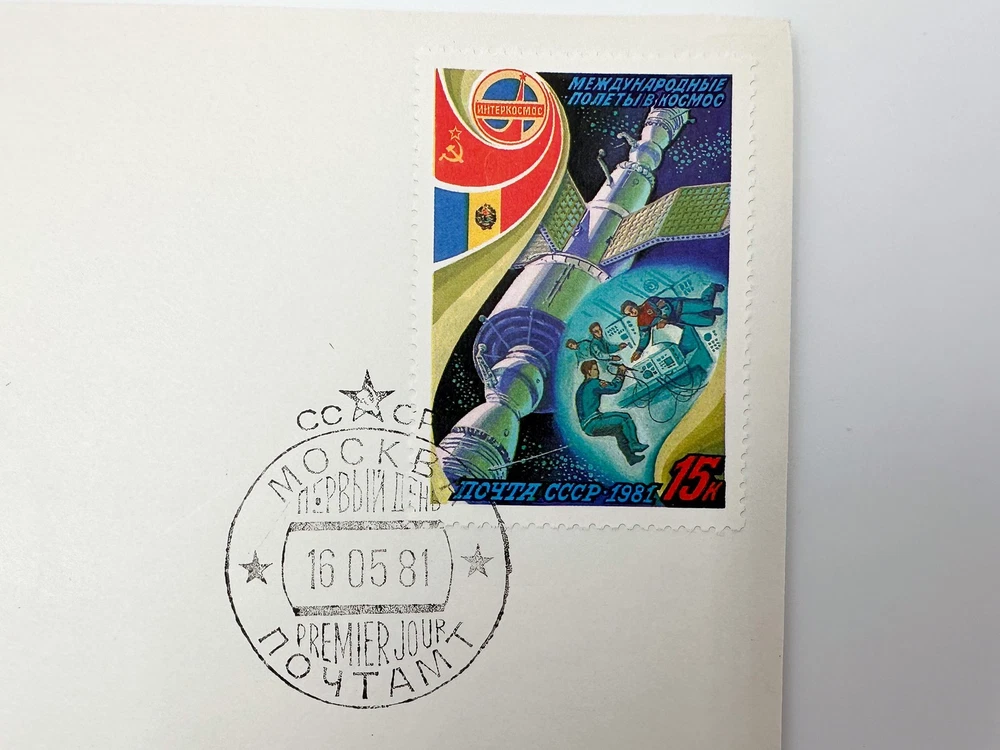 ИНТЕРКОСМОС
МЕЖДУНАРОДНЫЕ
ПОЛЕТЫ В КОСМОС
ПОЧТА СССР · 1981
15к
СССР
МОСКВА
ПЕРВЫЙ ДЕНЬ
16 05 81
PREMIER JOUR
ПОЧТАМТ